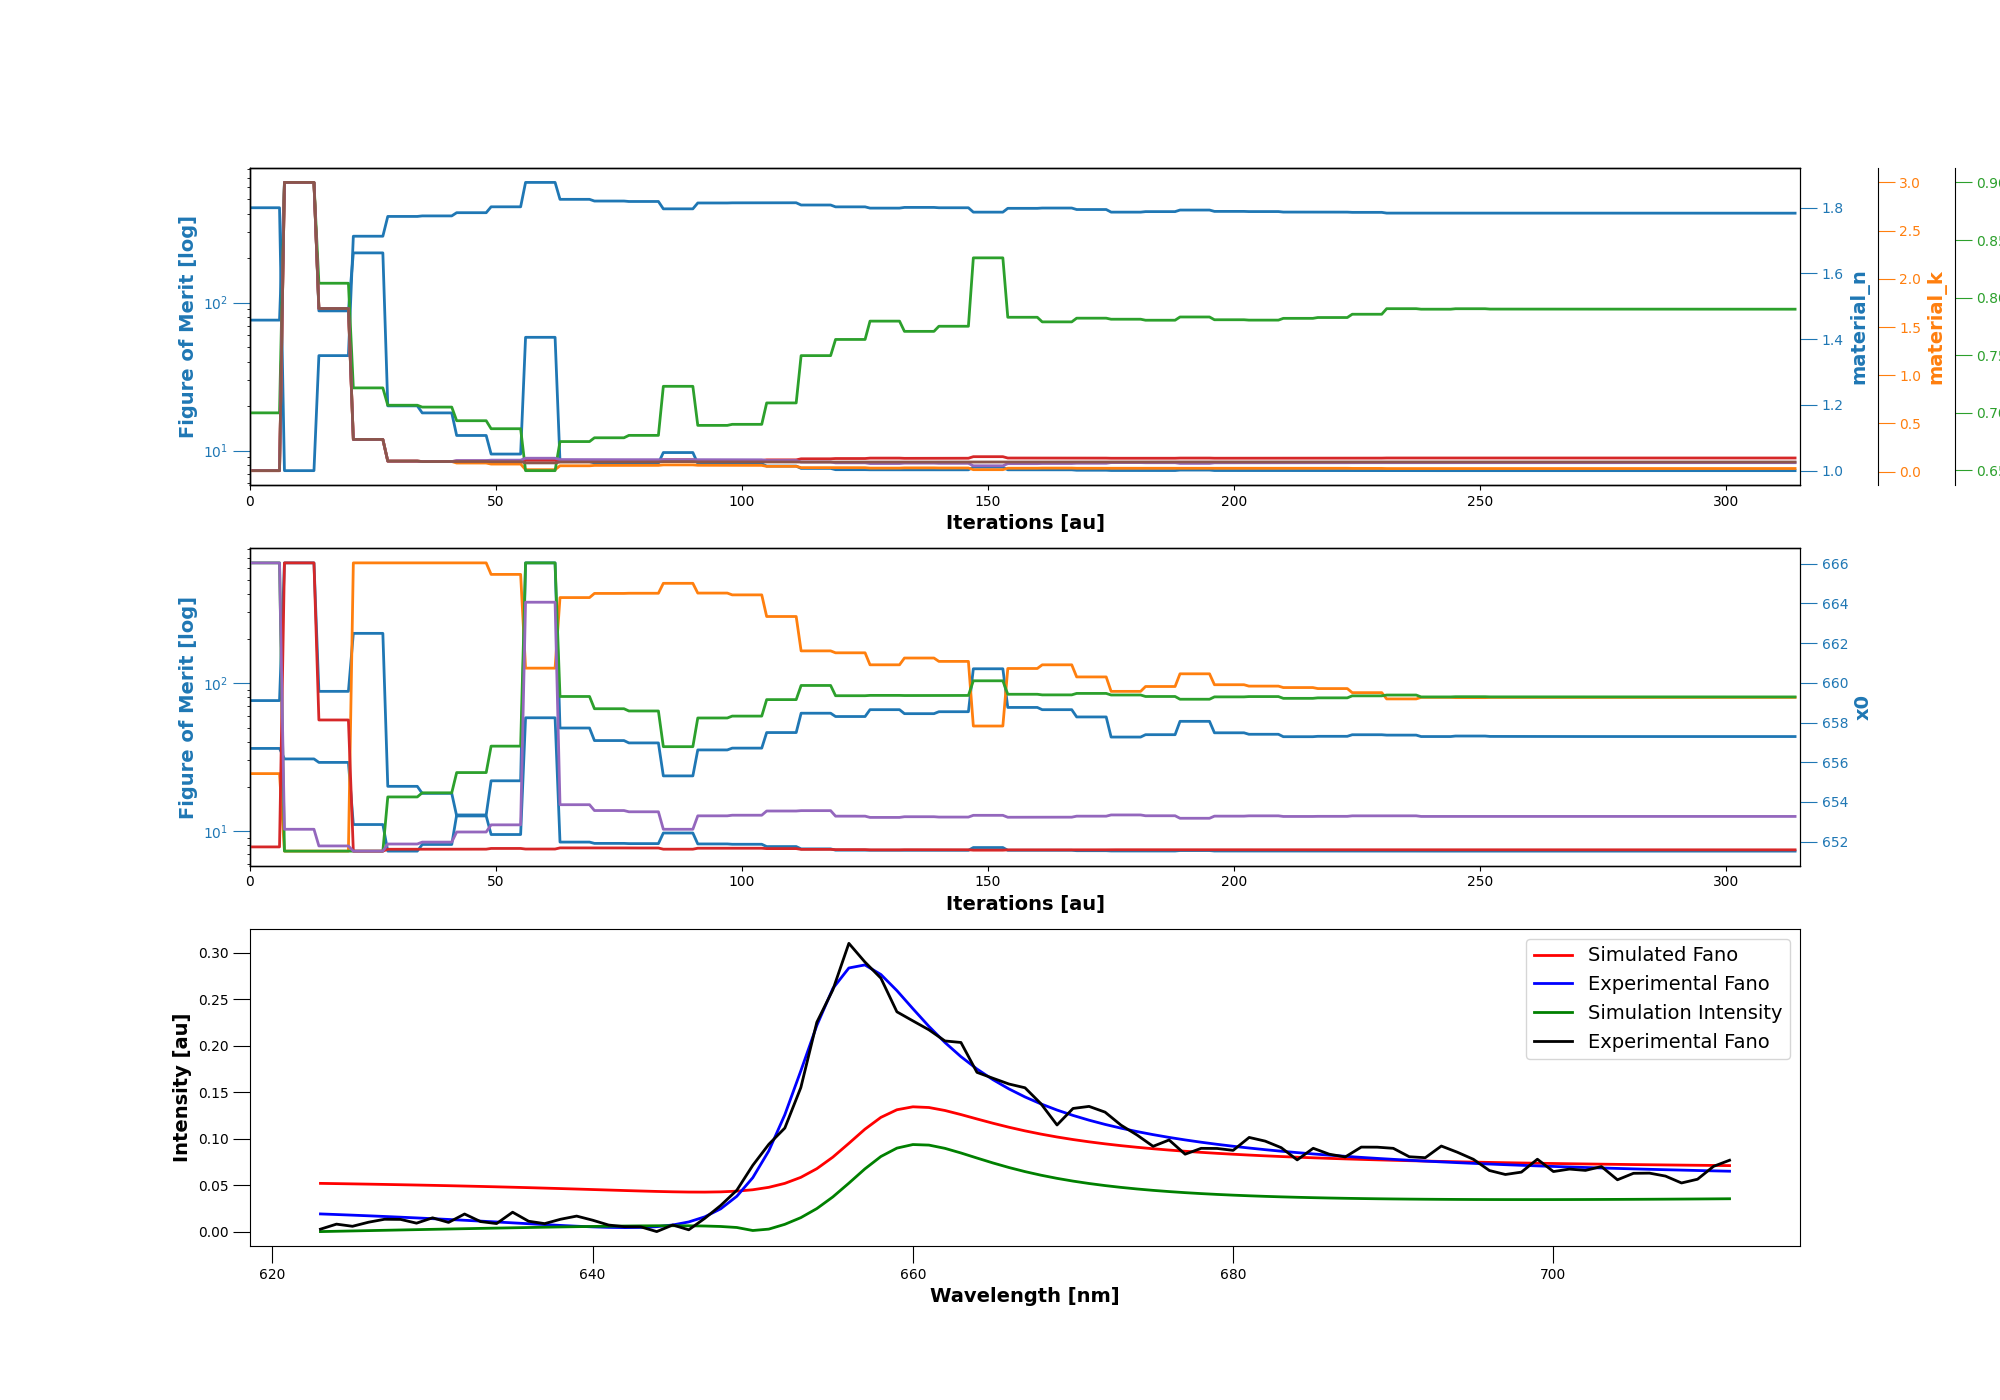 Figure of Merit [log]
10²
10¹
0 50 100 150 200 250 300
Iterations [au]
1.8
1.6
1.4
1.2
1.0
material_n
3.0
2.5
2.0
1.5
1.0
0.5
0.0
material_k
Figure of Merit [log]
10²
10¹
0 50 100 150 200 250 300
Iterations [au]
666
664
662
660
658
656
654
652
x0
Intensity [au]
0.30
0.25
0.20
0.15
0.10
0.05
0.00
620 640 660 680 700
Wavelength [nm]
Simulated Fano
Experimental Fano
Simulation Intensity
Experimental Fano